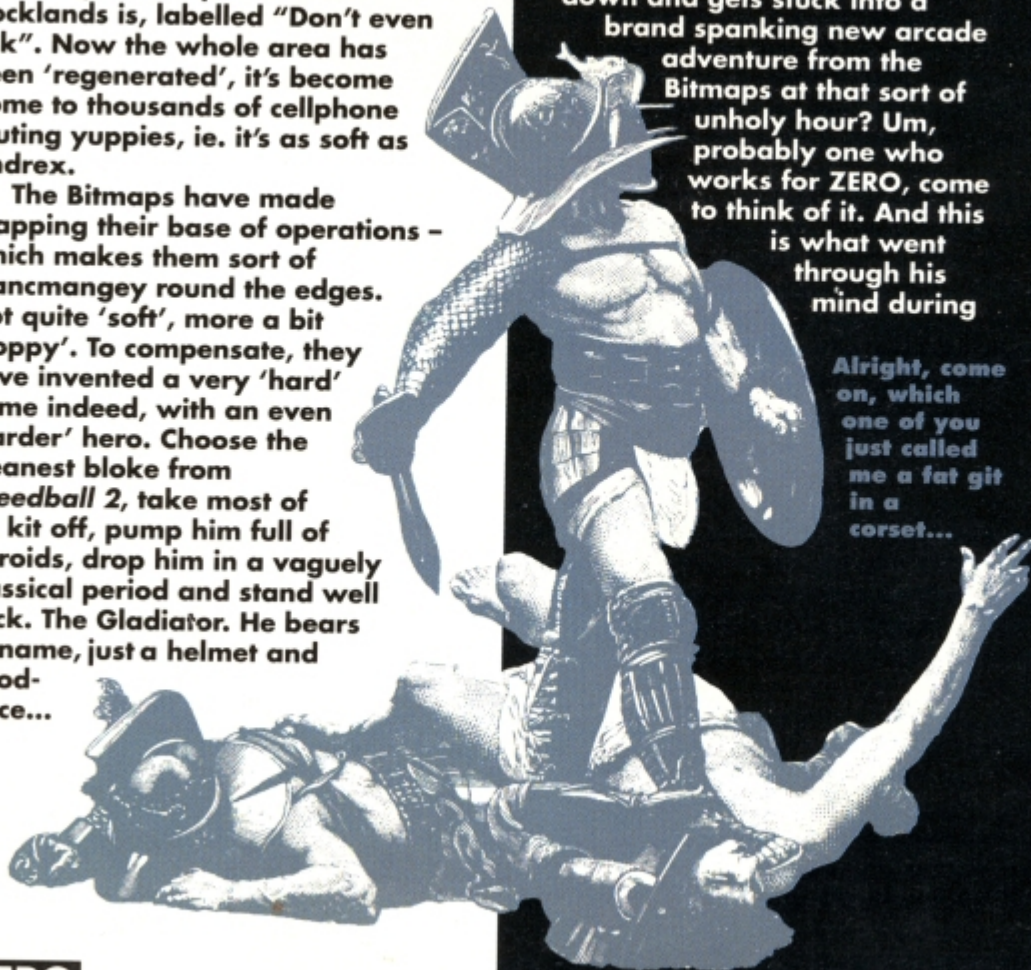 ocklands is, labelled “Don't even
k”. Now the whole area has
en ‘regenerated’, it's become
ome to thousands of cellphone
uting yuppies, ie. it's as soft as
ndrex.
The Bitmaps have made
apping their base of operations –
hich makes them sort of
ancmangey round the edges.
ot quite ‘soft’, more a bit
oppy’. To compensate, they
ve invented a very ‘hard’
me indeed, with an even
arder’ hero. Choose the
eanest bloke from
eedball 2, take most of
kit off, pump him full of
roids, drop him in a vaguely
assical period and stand well
ck. The Gladiator. He bears
name, just a helmet and
od-
ce...
down and gets stuck into a
brand spanking new arcade
adventure from the
Bitmaps at that sort of
unholy hour? Um,
probably one who
works for ZERO, come
to think of it. And this
is what went
through his
mind during
Alright, come
on, which
one of you
just called
me a fat git
in a
corset...